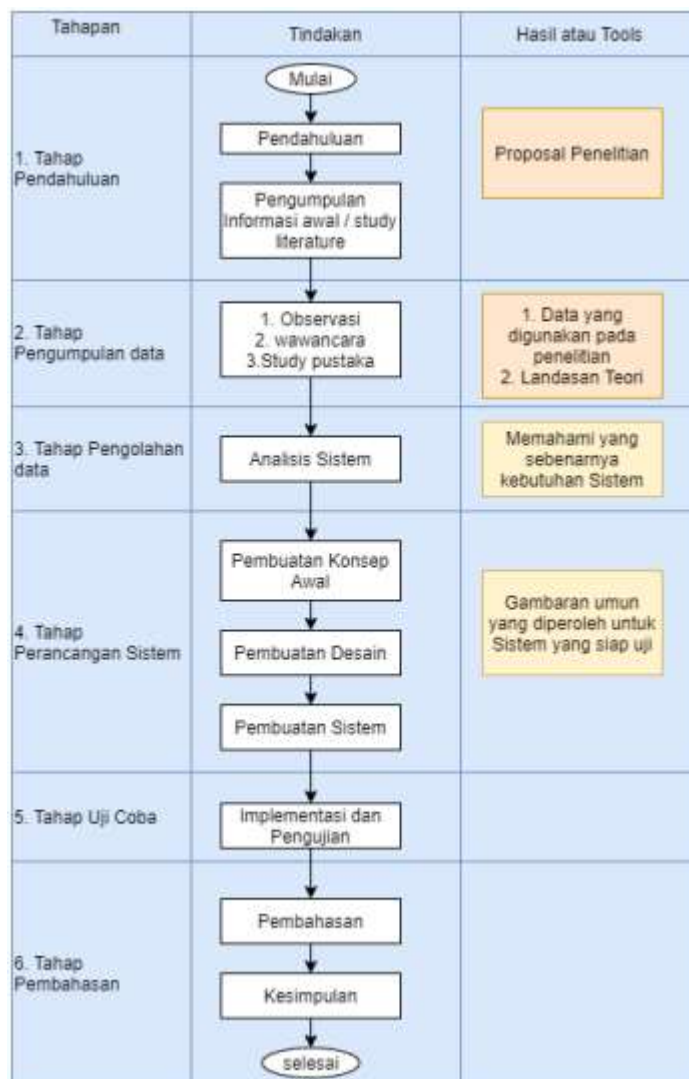 Tahapan
Tindakan
Hasil atau Tools
1. Tahap
Pendahuluan
Mulai
Pendahuluan
Pengumpulan
Informasi awal / study
literature
Proposal Penelitian
2. Tahap
Pengumpulan data
1. Observasi
2. wawancara
3.Study pustaka
1. Data yang
digunakan pada
penelitian
2. Landasan Teori
3. Tahap Pengolahan
data
Analisis Sistem
Memahami yang
sebenarnya
kebutuhan Sistem
4. Tahap
Perancangan Sistem
Pembuatan Konsep
Awal
Pembuatan Desain
Pembuatan Sistem
Gambaran umun
yang diperoleh untuk
Sistem yang siap uji
5. Tahap Uji Coba
Implementasi dan
Pengujian
6. Tahap
Pembahasan
Pembahasan
Kesimpulan
selesai